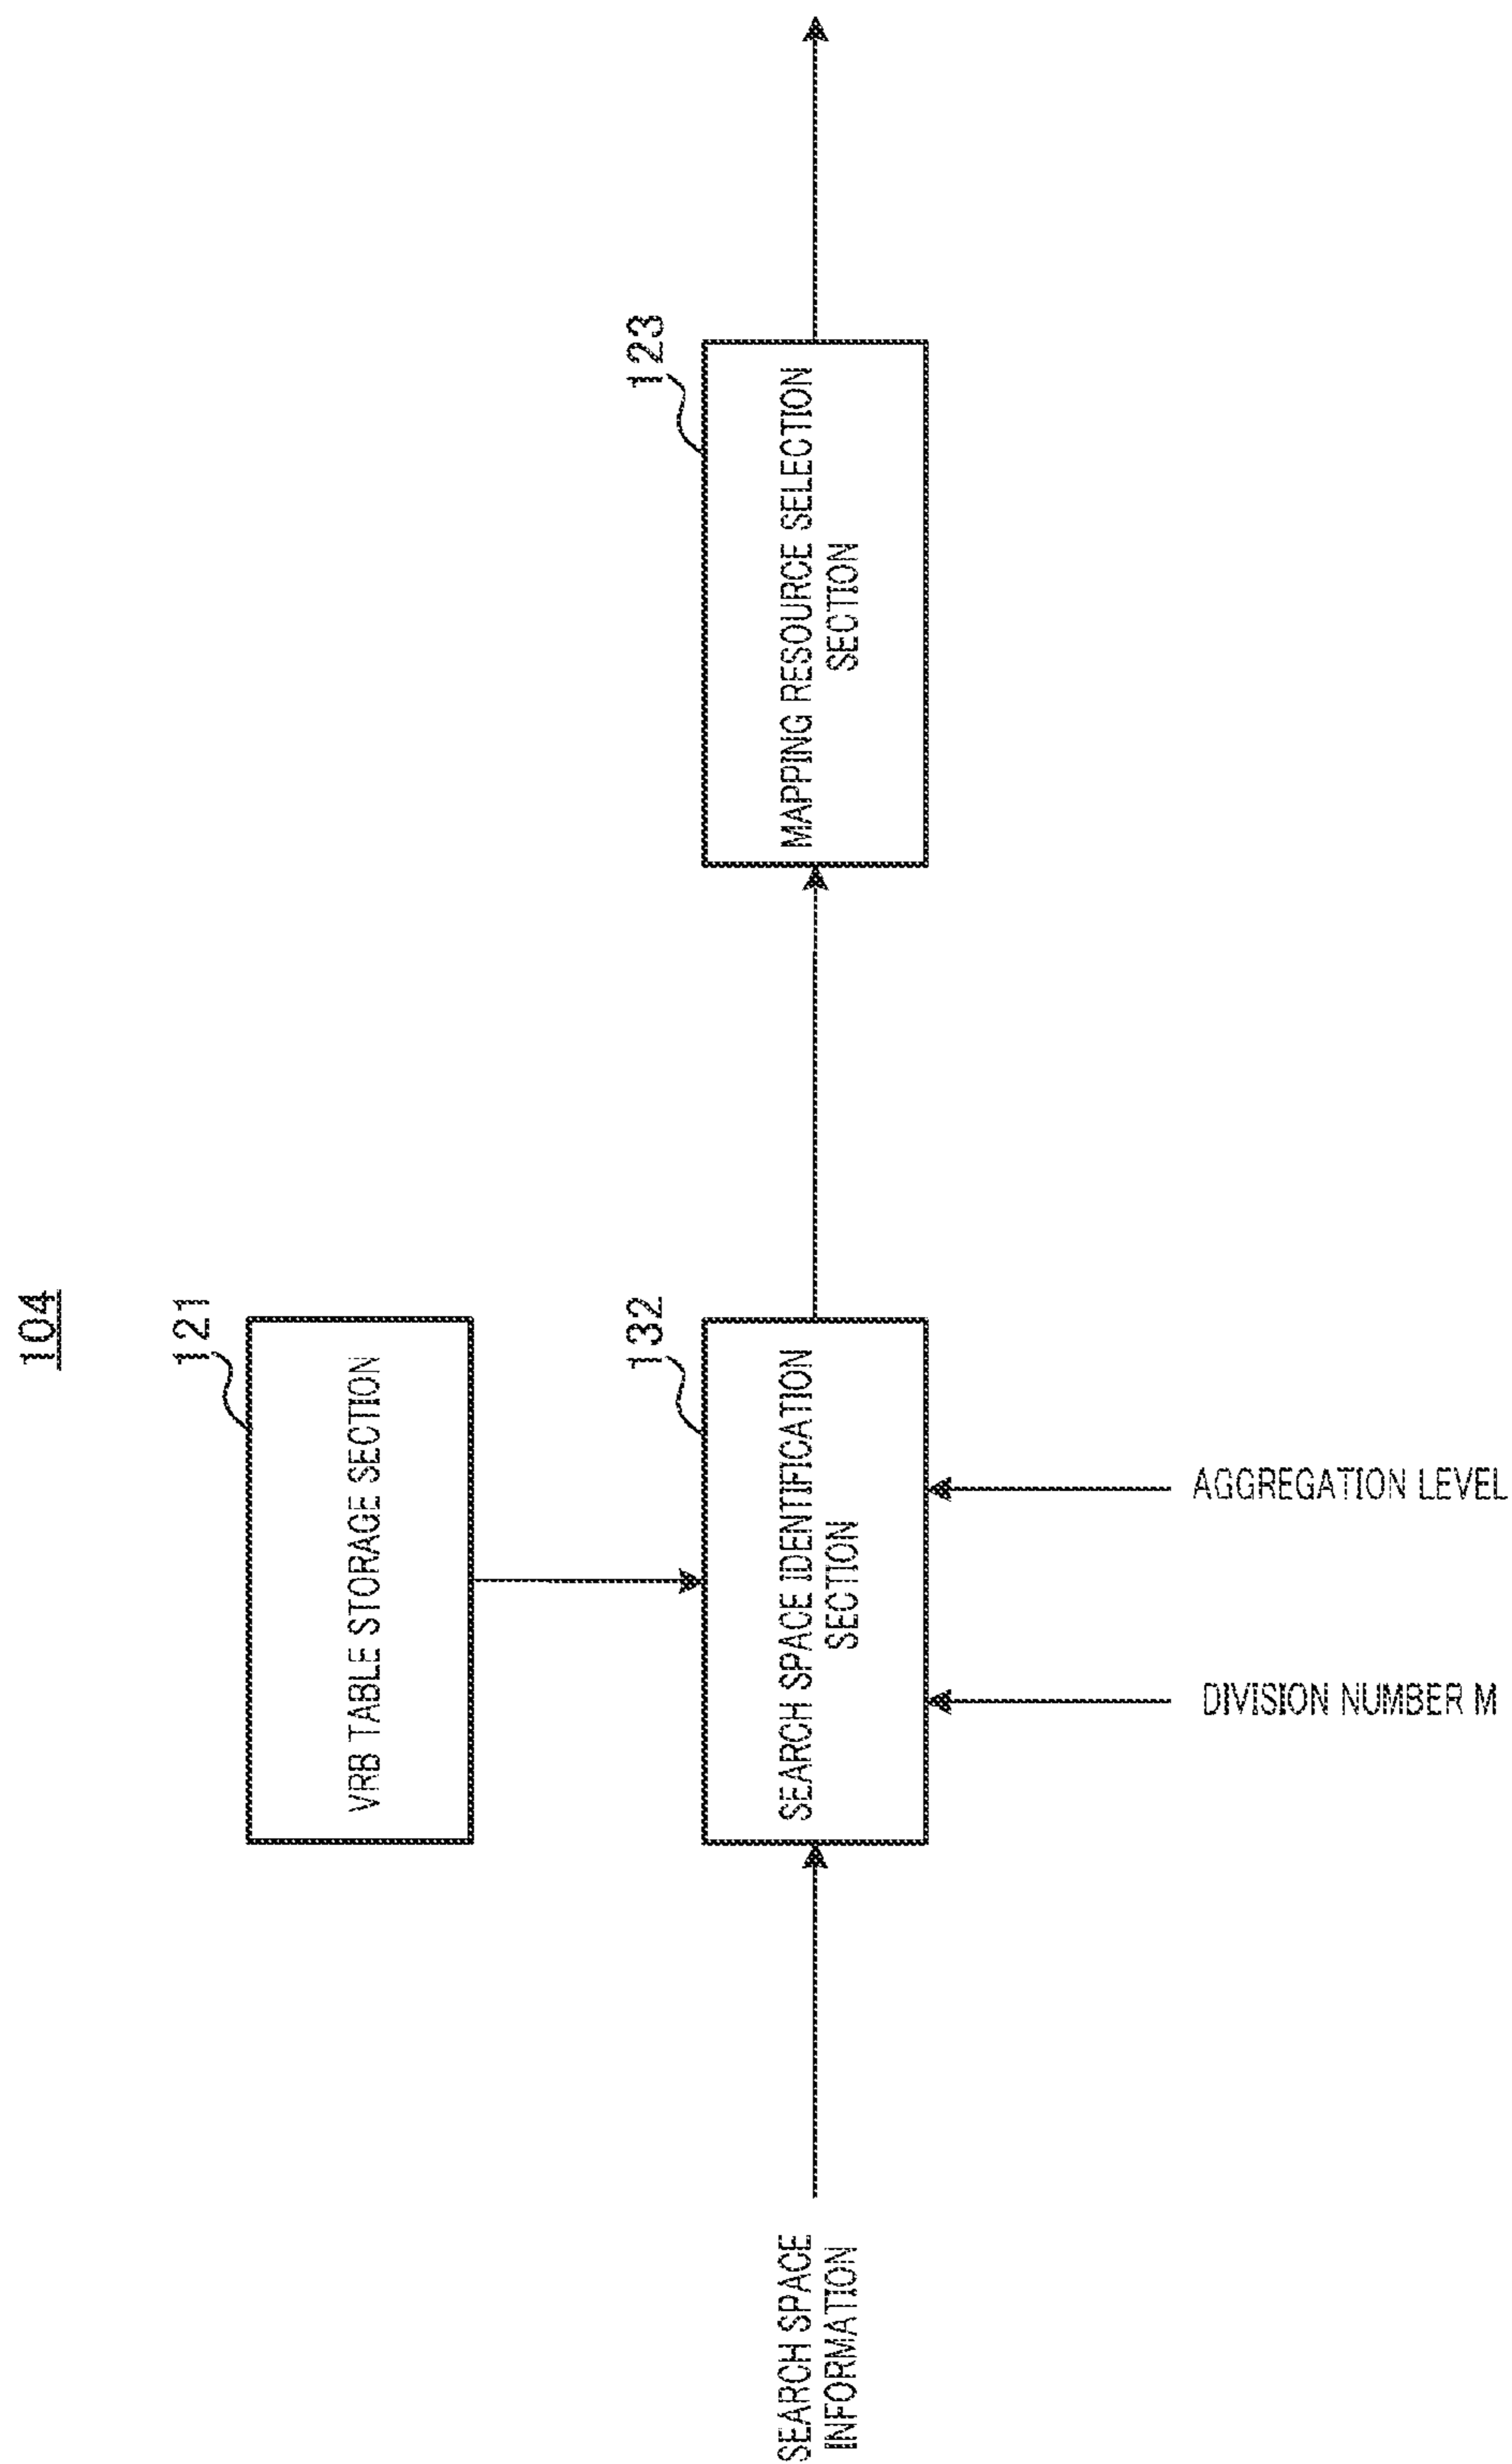 104
121
VRB TABLE STORAGE SECTION
132
SEARCH SPACE IDENTIFICATION
SECTION
123
MAPPING RESOURCE SELECTION
SECTION
SEARCH SPACE
INFORMATION
DIVISION NUMBER M
AGGREGATION LEVEL